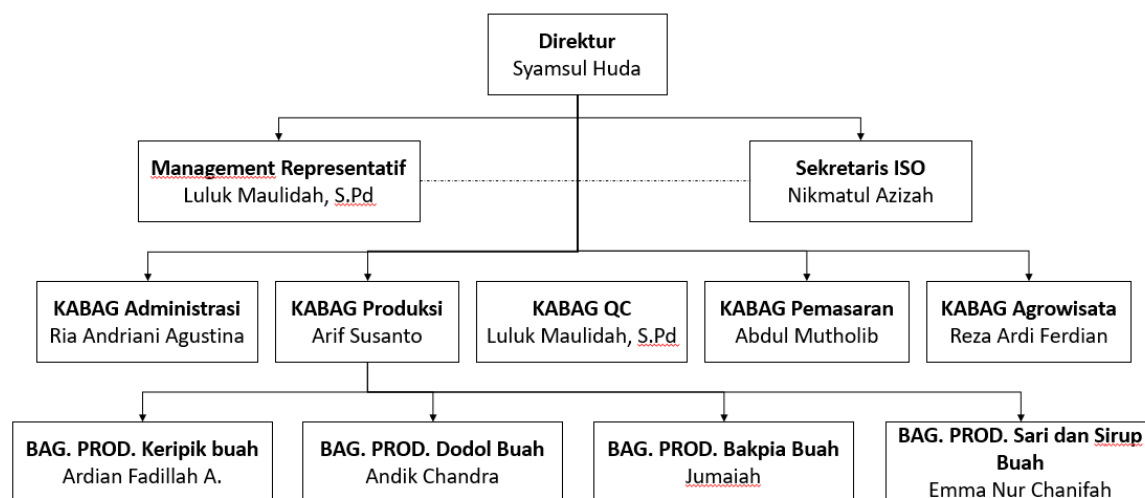 Direktur
Syamsul Huda
Management Representatif
Luluk Maulidah, S.Pd
Sekretaris ISO
Nikmatul Azizah
KABAG Administrasi
Ria Andriani Agustina
KABAG Produksi
Arif Susanto
KABAG QC
Luluk Maulidah, S.Pd
KABAG Pemasaran
Abdul Mutholib
KABAG Agrowisata
Reza Ardi Ferdian
BAG. PROD. Keripik buah
Ardian Fadillah A.
BAG. PROD. Dodol Buah
Andik Chandra
BAG. PROD. Bakpia Buah
Jumaiah
BAG. PROD. Sari dan Sirup
Buah
Emma Nur Chanifah